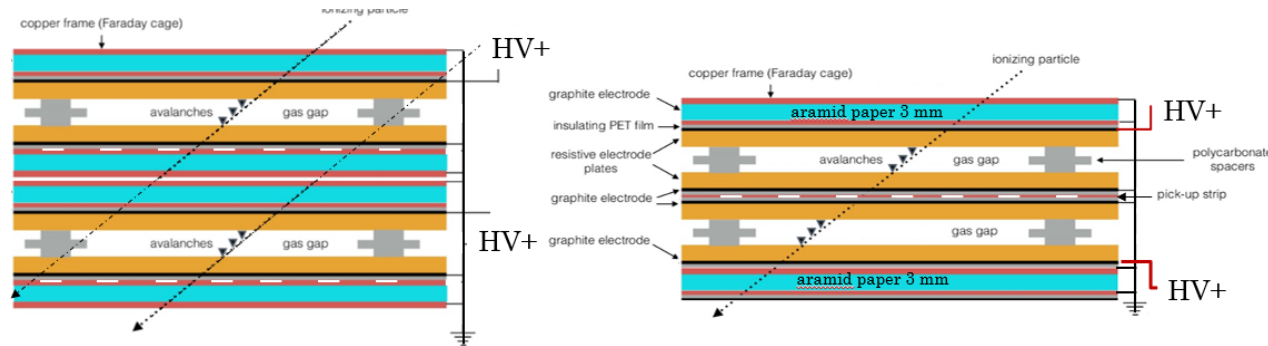 copper frame (Faraday cage)
ionizing particle
HV+
avalanches
gas gap
avalanches
gas gap
HV+
ionizing particle
copper frame (Faraday cage)
graphite electrode
aramid paper 3 mm
HV+
insulating PET film
resistive electrode
plates
avalanches
gas gap
polycarbonate
spacers
graphite electrode
pick-up strip
gas gap
graphite electrode
aramid paper 3 mm
HV+